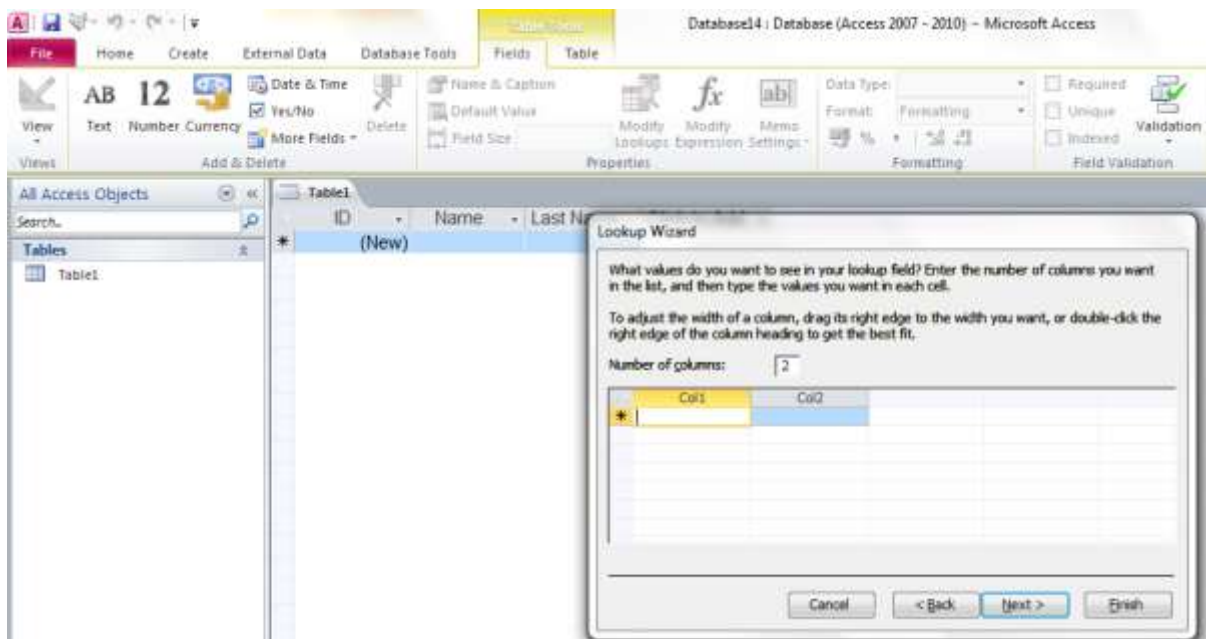 Database14 : Database (Access 2007 - 2010) - Microsoft Access
File Home Create External Data Database Tools Fields Table
View
AB Text
12 Number
Currency
Date & Time
Yes/No
More Fields
Delete
Name & Caption
Default Value
Field Size
Modify Lookups
fx Modify Expression
ab Memo Settings
Data Type:
Format: Formatting
%
Required
Unique
Indexed
Validation
Views Add & Delete Properties Formatting Field Validation
All Access Objects
Search..
Tables
Table1
Table1
ID Name Last Na
(New)
Lookup Wizard
What values do you want to see in your lookup field? Enter the number of columns you want
in the list, and then type the values you want in each cell.
To adjust the width of a column, drag its right edge to the width you want, or double-click the
right edge of the column heading to get the best fit.
Number of columns: 2
Col1 Col2
Cancel < Back Next > Finish